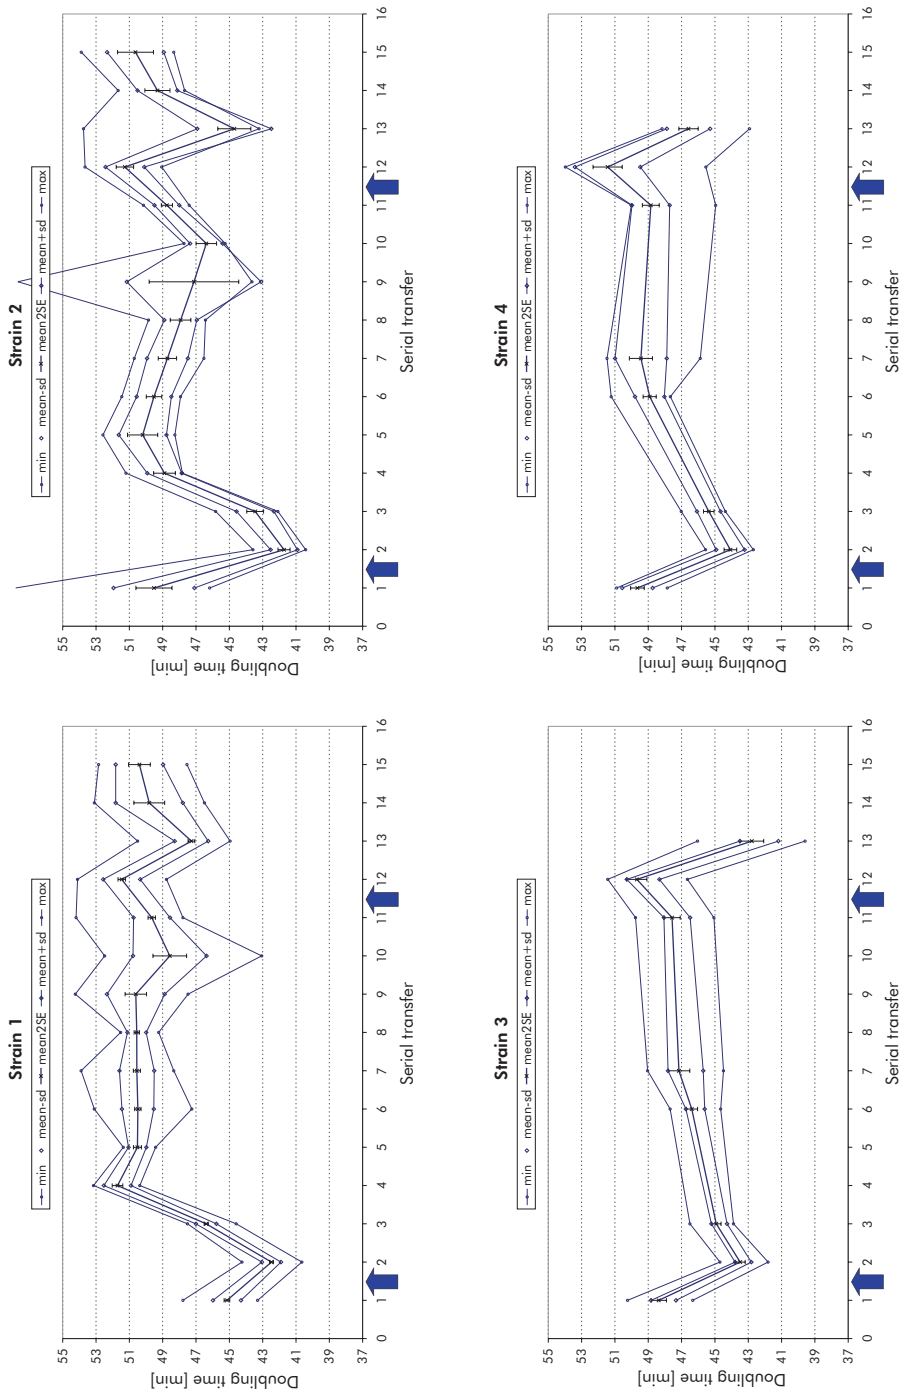 Strain 1
min mean-sd mean2SE mean+sd max
55
53
51
49
47
45
43
41
39
37
Doubling time [min]
0 1 2 3 4 5 6 7 8 9 10 11 12 13 14 15 16
Serial transfer
Strain 2
min mean-sd mean2SE mean+sd max
55
53
51
49
47
45
43
41
39
37
Doubling time [min]
0 1 2 3 4 5 6 7 8 9 10 11 12 13 14 15 16
Serial transfer
Strain 3
min mean-sd mean2SE mean+sd max
55
53
51
49
47
45
43
41
39
37
Doubling time [min]
0 1 2 3 4 5 6 7 8 9 10 11 12 13 14 15 16
Serial transfer
Strain 4
min mean-sd mean2SE mean+sd max
55
53
51
49
47
45
43
41
39
37
Doubling time [min]
0 1 2 3 4 5 6 7 8 9 10 11 12 13 14 15 16
Serial transfer